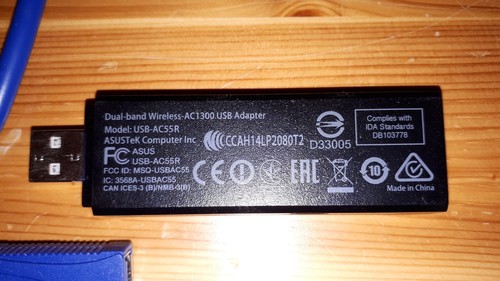 Dual-band Wireless-AC1300 USB Adapter
Model: USB-AC55R
ASUSTeK Computer Inc
CCAH14LP2080T2
D33005
Complies with
IDA Standards
DB103778
FC ASUS
USB-AC55R
FCC ID: MSQ-USBAC55
IC: 3568A-USBAC55
CAN ICES-3 (B)/NMB-3(B)
CE
EAC
10
Made in China